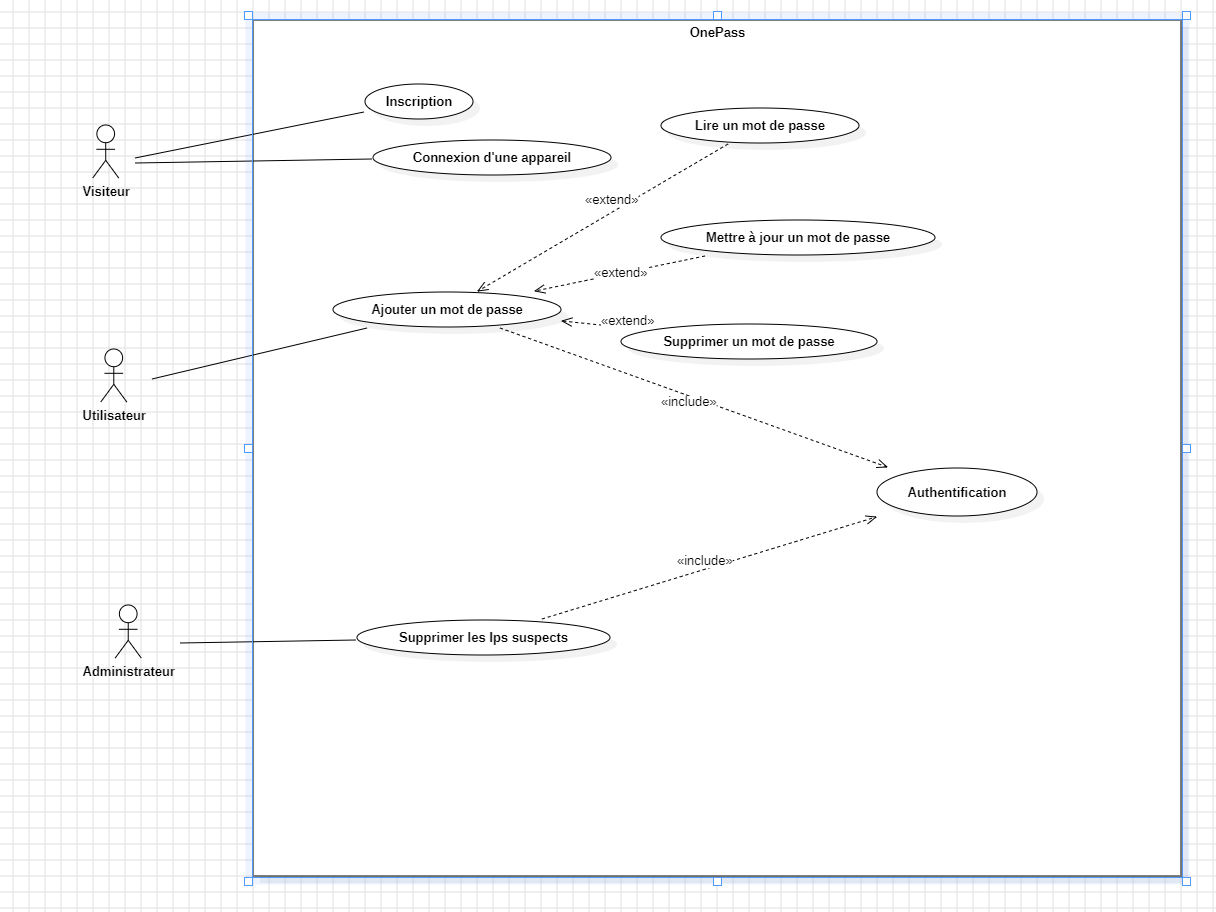 OnePass
Inscription
Lire un mot de passe
Connexion d'une appareil
Visiteur
«extend»
Mettre à jour un mot de passe
«extend»
Ajouter un mot de passe
«extend»
Supprimer un mot de passe
«include»
Utilisateur
Authentification
«include»
Supprimer les Ips suspects
Administrateur